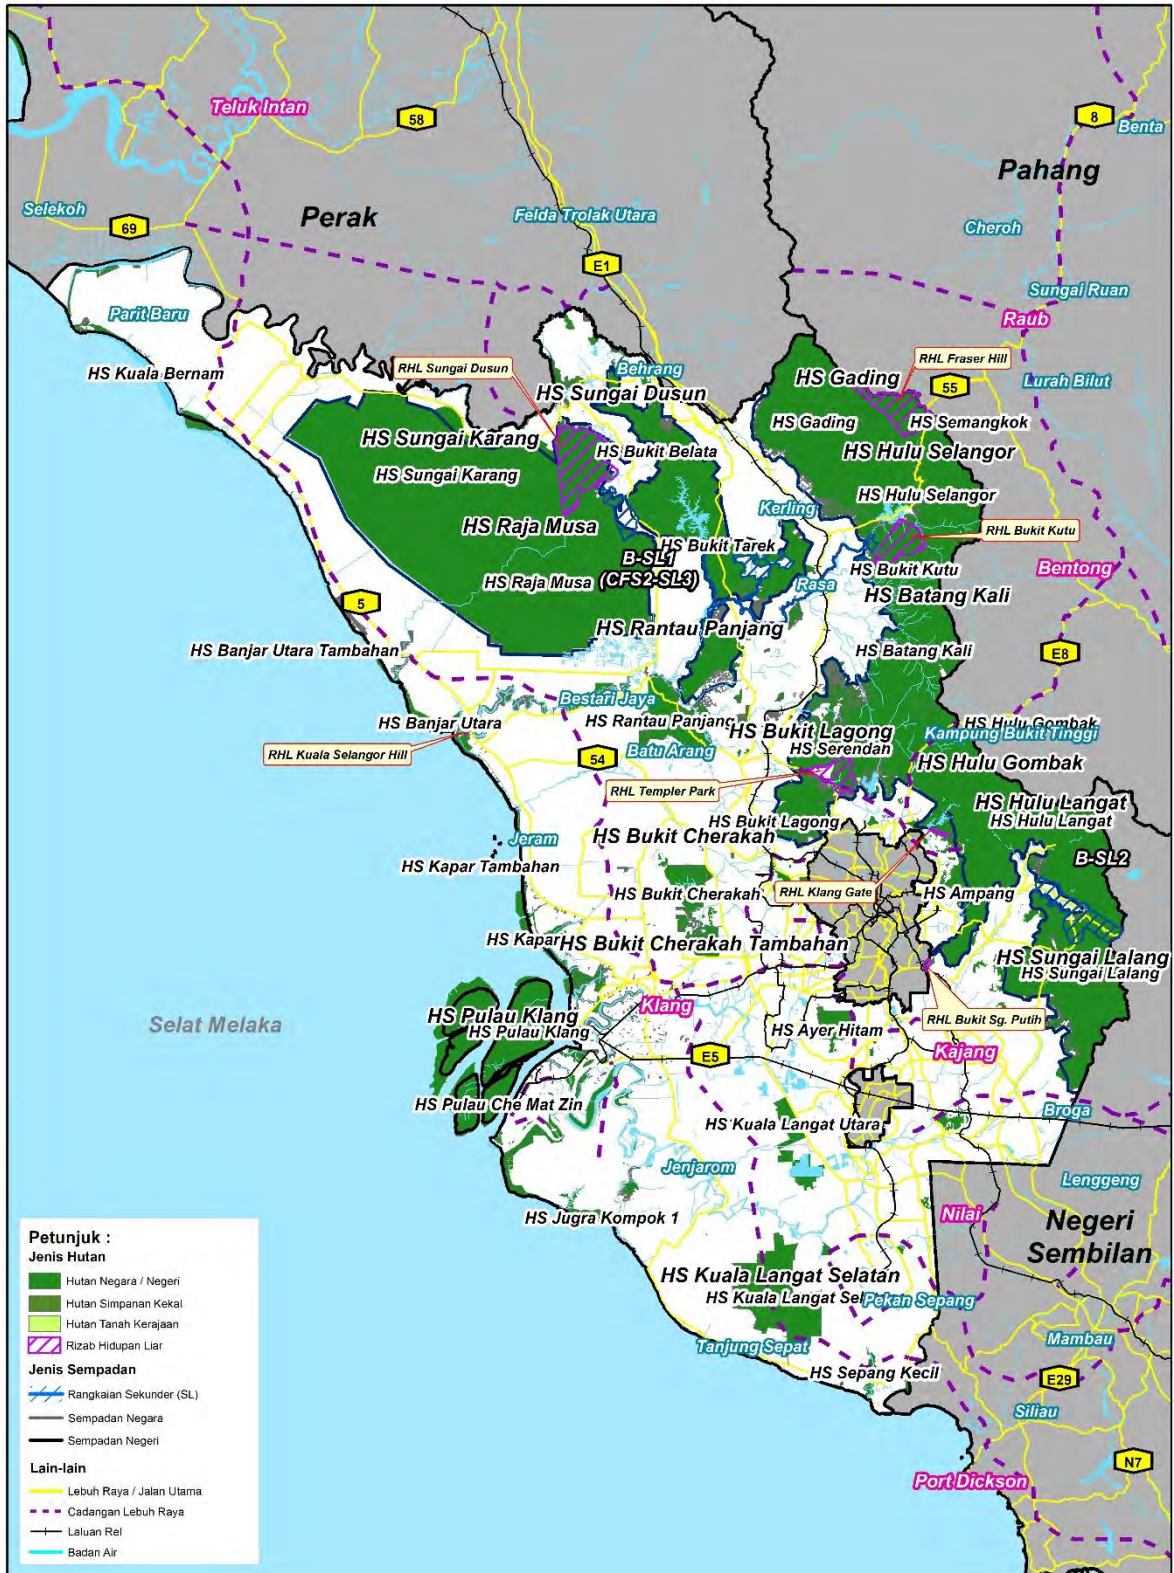 Teluk Intan
58
8
Benta
Pahang
Selekoh
69
Perak
Felda Trolak Utara
Cheroh
E1
Sungai Ruan
Parit Baru
Raub
HS Kuala Bernam
RHL Sungai Dusun
Behrang
HS Gading
RHL Fraser Hill
55
Lurah Bilut
HS Sungai Dusun
HS Gading
HS Semangkok
HS Sungai Karang
HS Bukit Belata
HS Hulu Selangor
HS Sungai Karang
HS Hulu Selangor
Kerling
HS Raja Musa
RHL Bukit Kutu
HS Bukit Tarek
B-SL1
(CFS2-SL3)
HS Raja Musa
Rasa
HS Bukit Kutu
Bentong
HS Batang Kali
5
HS Rantau Panjang
HS Banjar Utara Tambahan
HS Batang Kali
E8
Bestari Jaya
HS Banjar Utara
HS Rantau Panjang
HS Bukit Lagong
HS Hulu Gombak
Kampung Bukit Tinggi
RHL Kuala Selangor Hill
54
Batu Arang
HS Serendah
HS Hulu Gombak
RHL Templer Park
HS Hulu Langat
HS Bukit Lagong
HS Hulu Langat
Jeram
HS Bukit Cherakah
B-SL2
HS Kapar Tambahan
HS Bukit Cherakah
RHL Klang Gate
HS Ampang
HS Kapar
HS Bukit Cherakah Tambahan
HS Sungai Lalang
HS Sungai Lalang
Selat Melaka
HS Pulau Klang
HS Pulau Klang
Klang
HS Ayer Hitam
RHL Bukit Sg. Putih
E5
Kajang
HS Pulau Che Mat Zin
HS Kuala Langat Utara
Broga
Jenjarom
Lenggeng
HS Jugra Kompok 1
Nilai
Negeri
Sembilan
HS Kuala Langat Selatan
HS Kuala Langat Sel
Pekan Sepang
Tanjung Sepat
Mambau
HS Sepang Kecil
E29
Siliau
N7
Port Dickson
Petunjuk :
Jenis Hutan
Hutan Negara / Negeri
Hutan Simpanan Kekal
Hutan Tanah Kerajaan
Rizab Hidupan Liar
Jenis Sempadan
Rangkaian Sekunder (SL)
Sempadan Negara
Sempadan Negeri
Lain-lain
Lebuh Raya / Jalan Utama
Cadangan Lebuh Raya
Laluan Rel
Badan Air